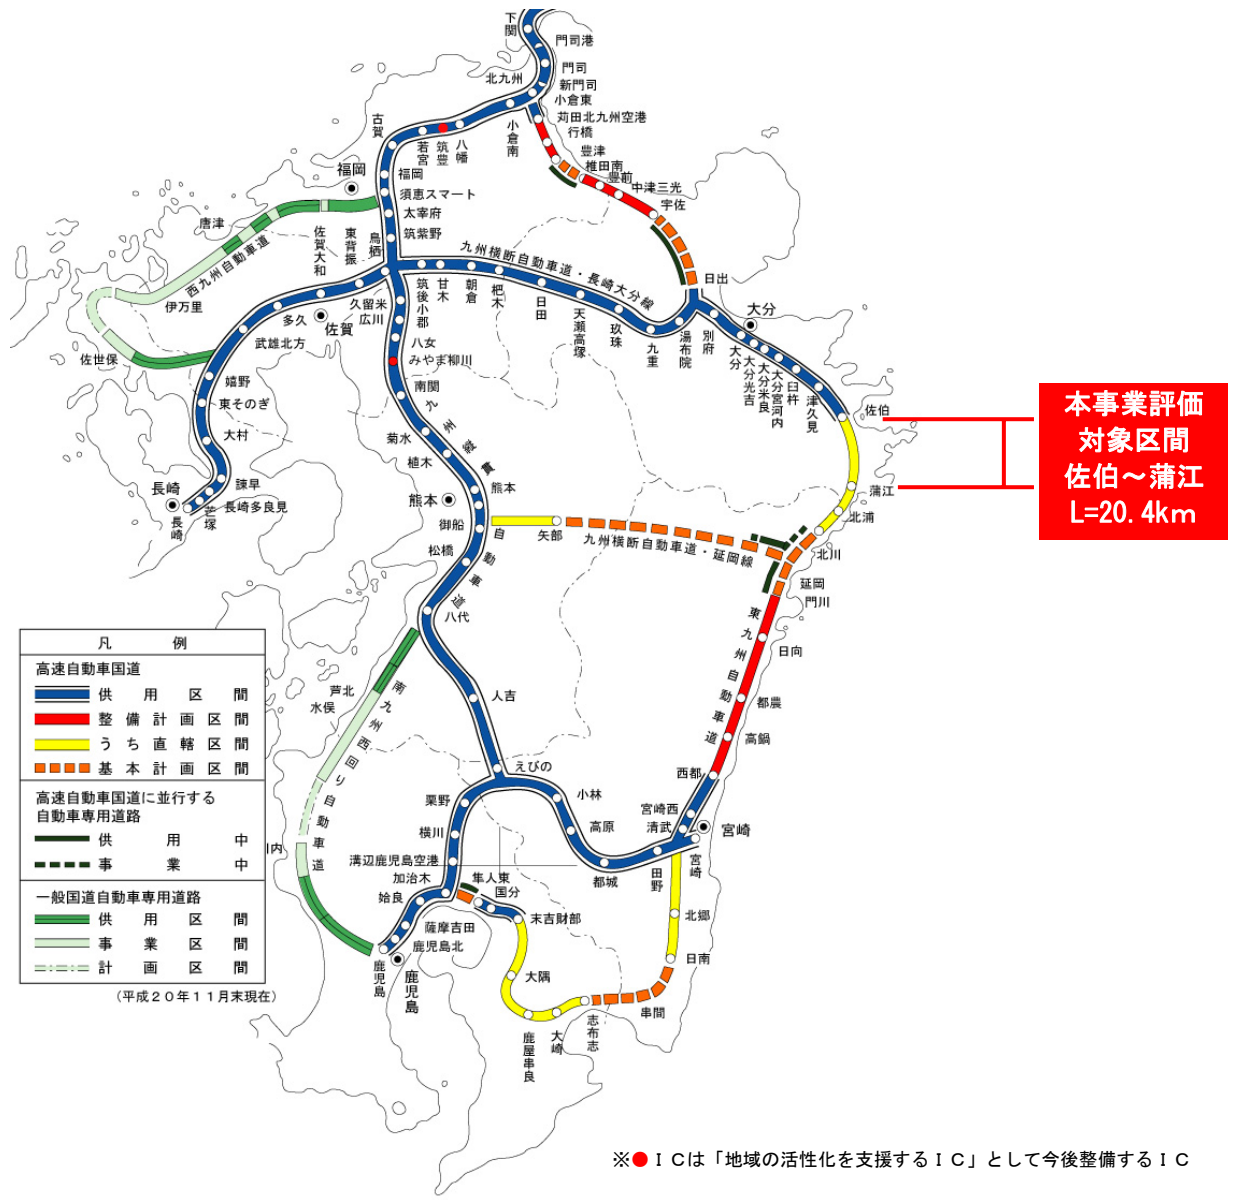 下関
門司港
門司
北九州
新門司
小倉東
苅田北九州空港
行橋
小倉南
八幡
筑豊
若宮
古賀
豊津
椎田南
豊前
中津三光
宇佐
福岡
福岡
須恵スマート
太宰府
筑紫野
鳥栖
東背振
佐賀大和
唐津
西九州自動車道
伊万里
佐世保
九州横断自動車道・長崎大分線
日出
大分
筑後小郡
甘木
朝倉
杷木
日田
天瀬高塚
玖珠
九重
湯布院
別府
大分
大分光吉
大分米良
大分宮河内
臼杵
津久見
佐伯
久留米
広川
八女
みやま柳川
南関
菊水
植木
多久
佐賀
武雄北方
嬉野
東そのぎ
大村
諫早
長崎多良見
芒塚
長崎
長崎
九州縦貫自動車道
熊本
熊本
御船
松橋
八代
矢部
九州横断自動車道・延岡線
蒲江
北浦
北川
延岡
門川
日向
都農
高鍋
西都
東九州自動車道
宮崎西
清武
宮崎
宮崎
田野
都城
高原
小林
えびの
人吉
栗野
横川
溝辺鹿児島空港
加治木
姶良
薩摩吉田
鹿児島北
鹿児島
鹿児島
隼人東
国分
末吉財部
大隅
鹿屋串良
大崎
志布志
串間
日南
北郷
芦北
水俣
南九州西回り自動車道
内
本事業評価
対象区間
佐伯～蒲江
L=20.4km
凡例
高速自動車国道
供用区間
整備計画区間
うち直轄区間
基本計画区間
高速自動車国道に並行する
自動車専用道路
供用中
事業中
一般国道自動車専用道路
供用区間
事業区間
計画区間
（平成２０年１１月末現在）
※●ＩＣは「地域の活性化を支援するＩＣ」として今後整備するＩＣ